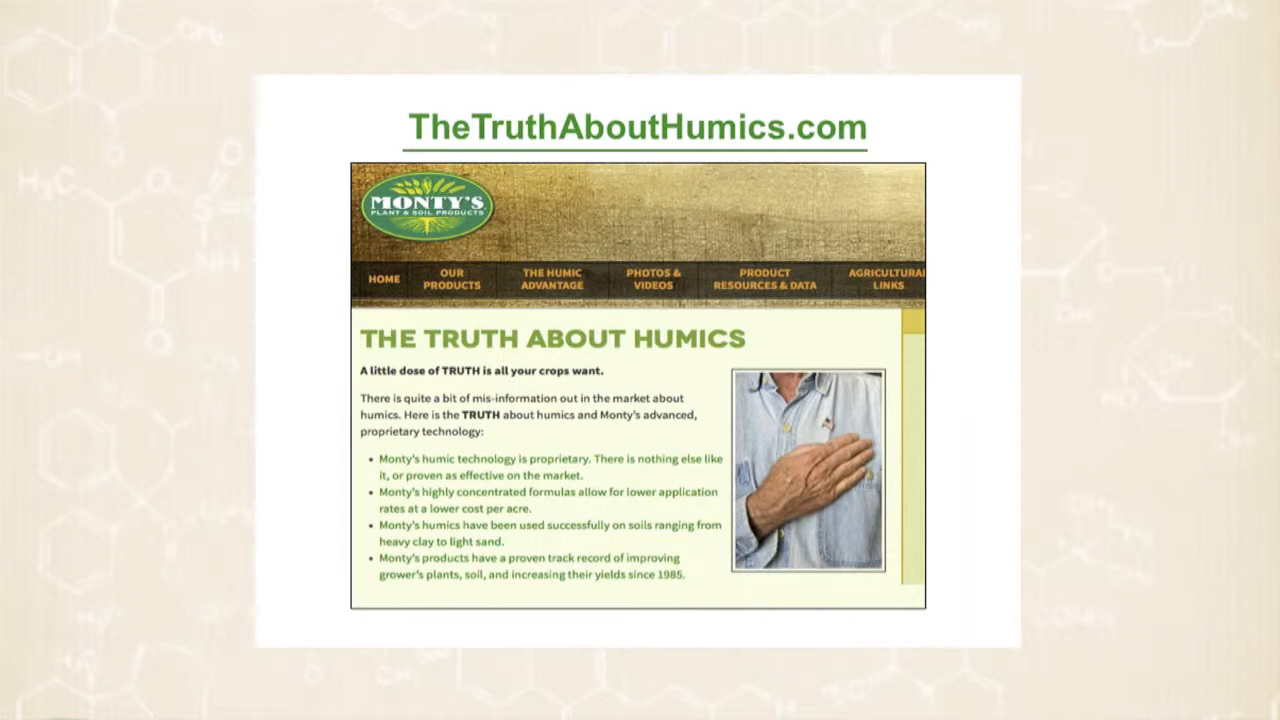 TheTruthAboutHumics.com
MONTY'S
PLANT & SOIL PRODUCTS
HOME
OUR
PRODUCTS
THE HUMIC
ADVANTAGE
PHOTOS &
VIDEOS
PRODUCT
RESOURCES & DATA
AGRICULTURAL
LINKS
THE TRUTH ABOUT HUMICS
A little dose of TRUTH is all your crops want.
There is quite a bit of mis-information out in the market about
humics. Here is the TRUTH about humics and Monty's advanced,
proprietary technology:
• Monty's humic technology is proprietary. There is nothing else like
it, or proven as effective on the market.
• Monty's highly concentrated formulas allow for lower application
rates at a lower cost per acre.
• Monty's humics have been used successfully on soils ranging from
heavy clay to light sand.
• Monty's products have a proven track record of improving
grower's plants, soil, and increasing their yields since 1985.
H₃C